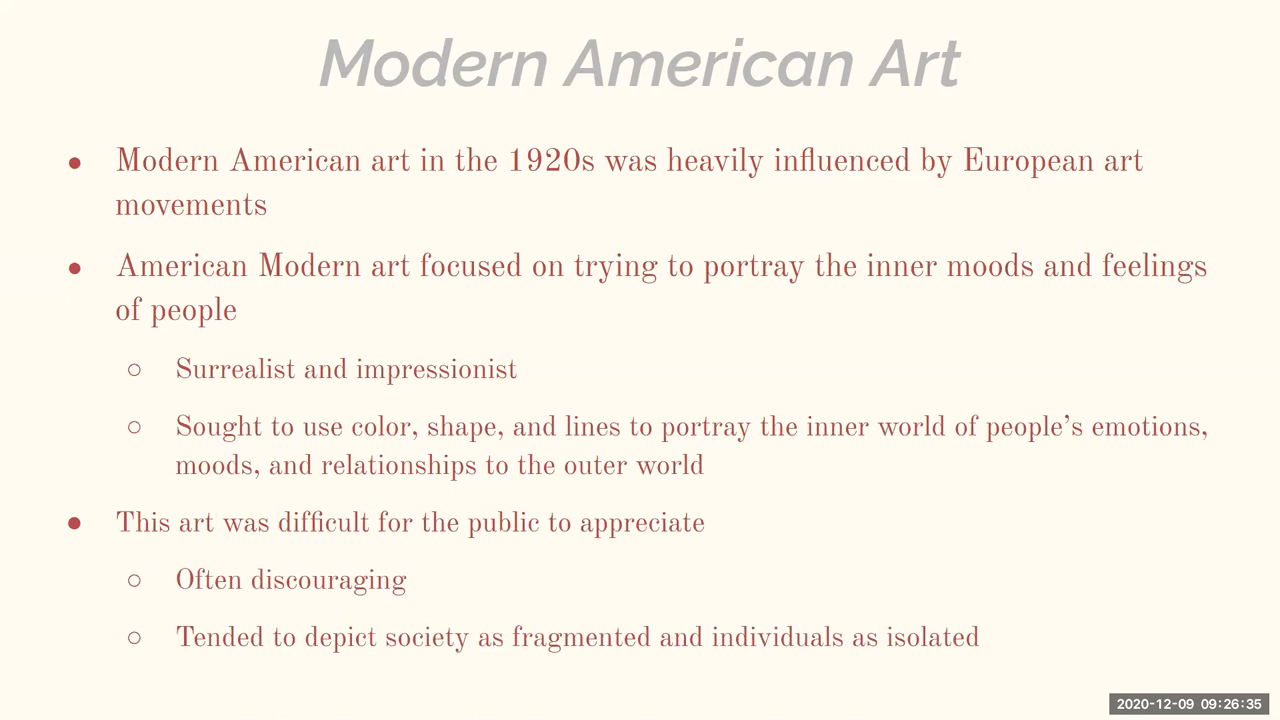 Modern American Art
● Modern American art in the 1920s was heavily influenced by European art
movements
● American Modern art focused on trying to portray the inner moods and feelings
of people
○ Surrealist and impressionist
○ Sought to use color, shape, and lines to portray the inner world of people’s emotions,
moods, and relationships to the outer world
● This art was difficult for the public to appreciate
○ Often discouraging
○ Tended to depict society as fragmented and individuals as isolated
2020-12-09 09:26:35